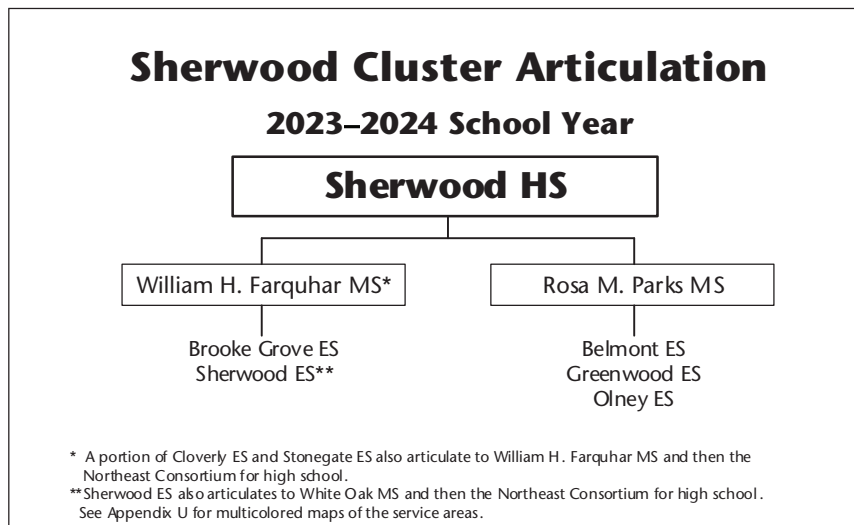 Sherwood Cluster Articulation
2023–2024 School Year
Sherwood HS
William H. Farquhar MS*
Rosa M. Parks MS
Brooke Grove ES
Sherwood ES**
Belmont ES
Greenwood ES
Olney ES
* A portion of Cloverly ES and Stonegate ES also articulate to William H. Farquhar MS and then the
Northeast Consortium for high school.
**Sherwood ES also articulates to White Oak MS and then the Northeast Consortium for high school.
See Appendix U for multicolored maps of the service areas.